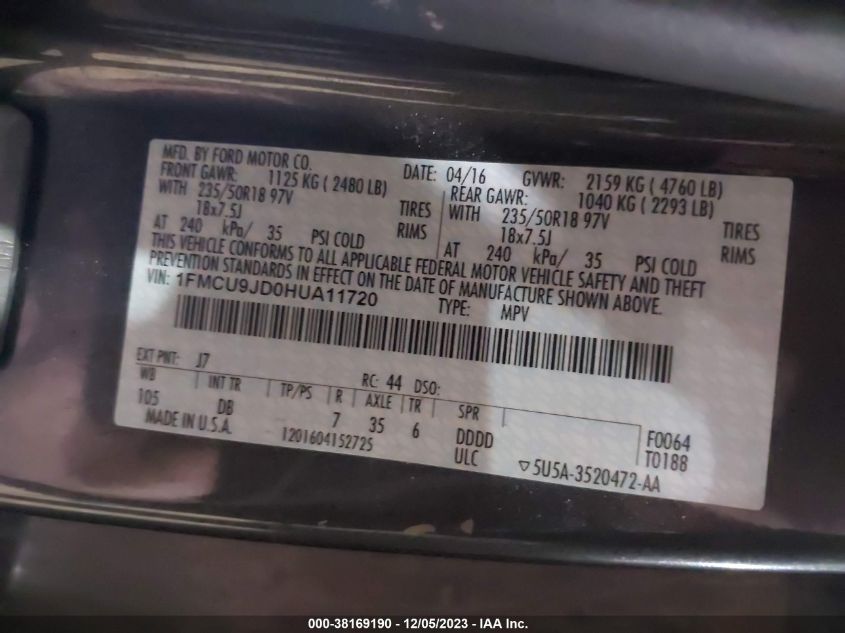 MFD. BY FORD MOTOR CO.
DATE: 04/16 GVWR: 2159 KG ( 4760 LB)
FRONT GAWR: 1125 KG ( 2480 LB)
WITH 235/50R18 97V TIRES
18x7.5J RIMS
AT 240 kPa/ 35 PSI COLD
REAR GAWR: 1040 KG ( 2293 LB)
WITH 235/50R18 97V TIRES
18x7.5J RIMS
AT 240 kPa/ 35 PSI COLD
THIS VEHICLE CONFORMS TO ALL APPLICABLE FEDERAL MOTOR VEHICLE SAFETY AND THEFT
PREVENTION STANDARDS IN EFFECT ON THE DATE OF MANUFACTURE SHOWN ABOVE.
VIN: 1FMCU9JD0HUA11720 TYPE: MPV
EXT PNT: J7 RC: 44 DSO:
WB INT TR TP/PS R AXLE TR SPR
105 DB 7 35 6 DDDD F0064
MADE IN U.S.A. 1201604152725 ULC T0188
▽5U5A-3520472-AA
000-38169190 - 12/05/2023 - IAA Inc.